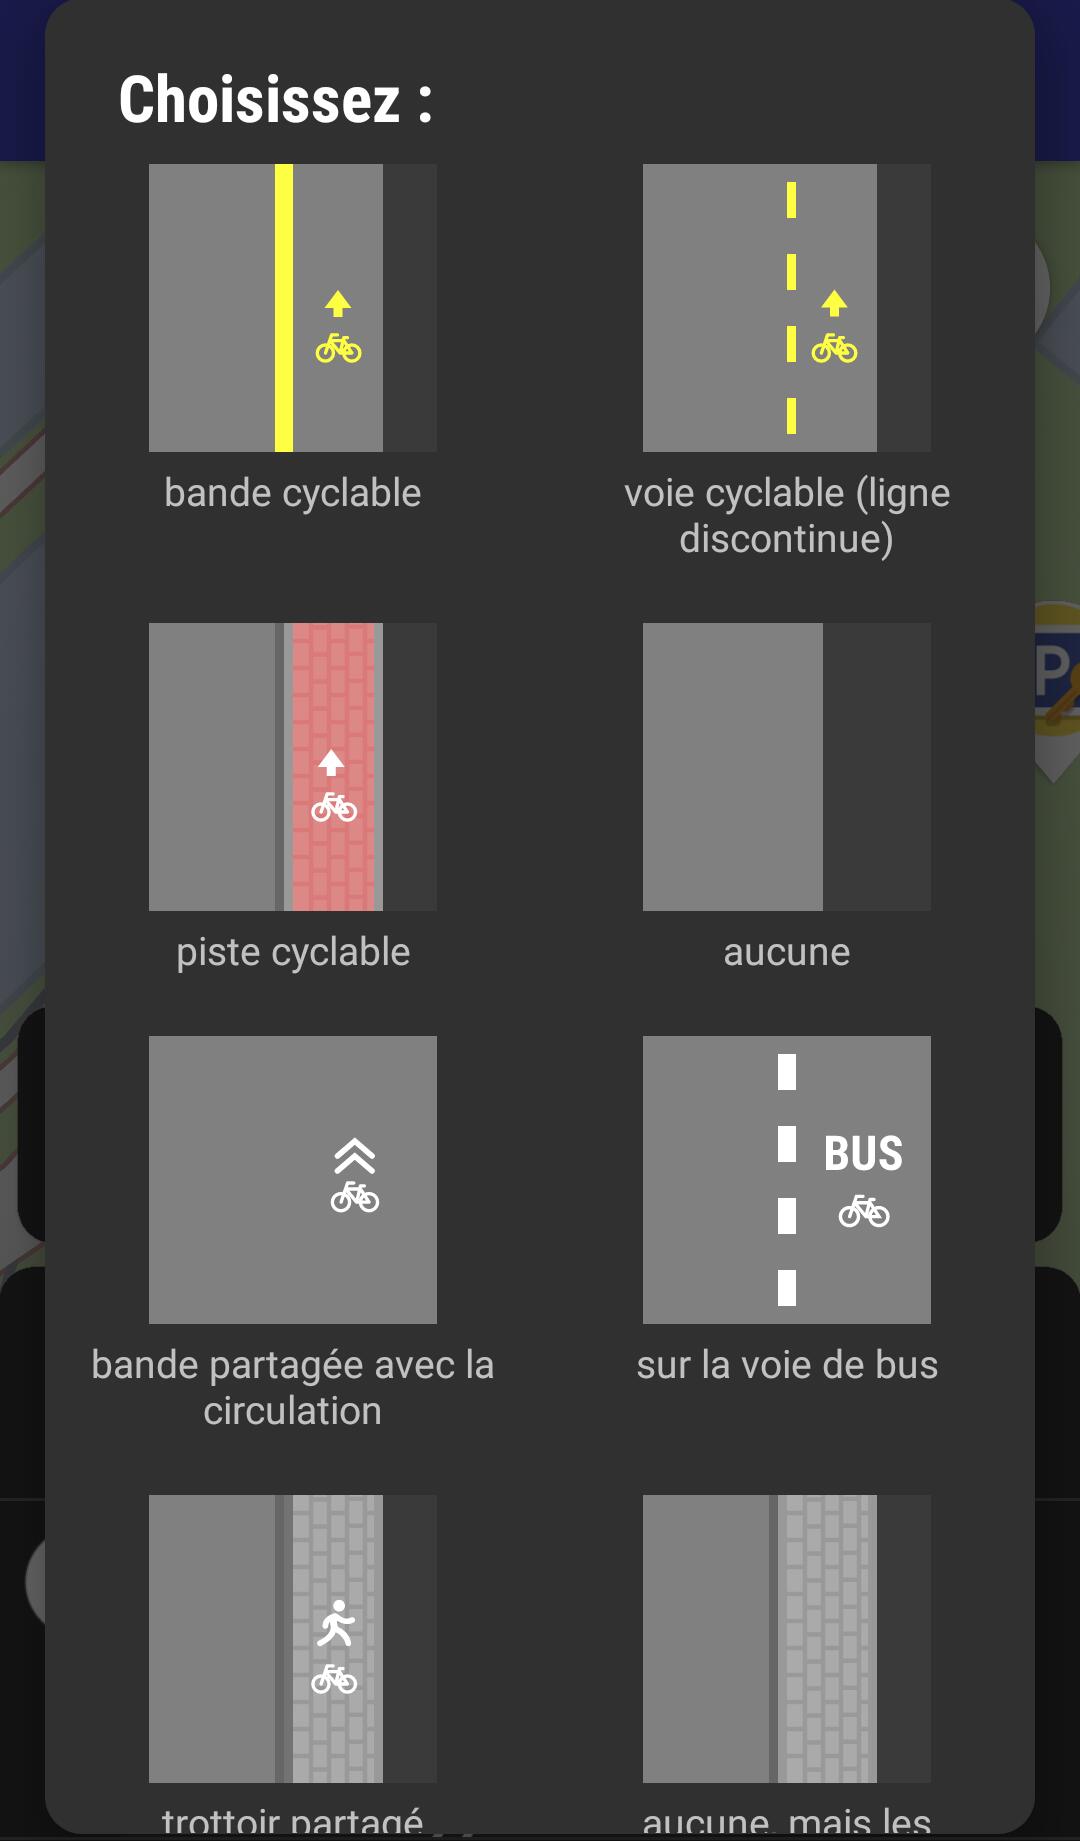 Choisissez :
bande cyclable
voie cyclable (ligne
discontinue)
piste cyclable
aucune
BUS
bande partagée avec la
circulation
sur la voie de bus
trottoir partagé
aucune, mais les
P